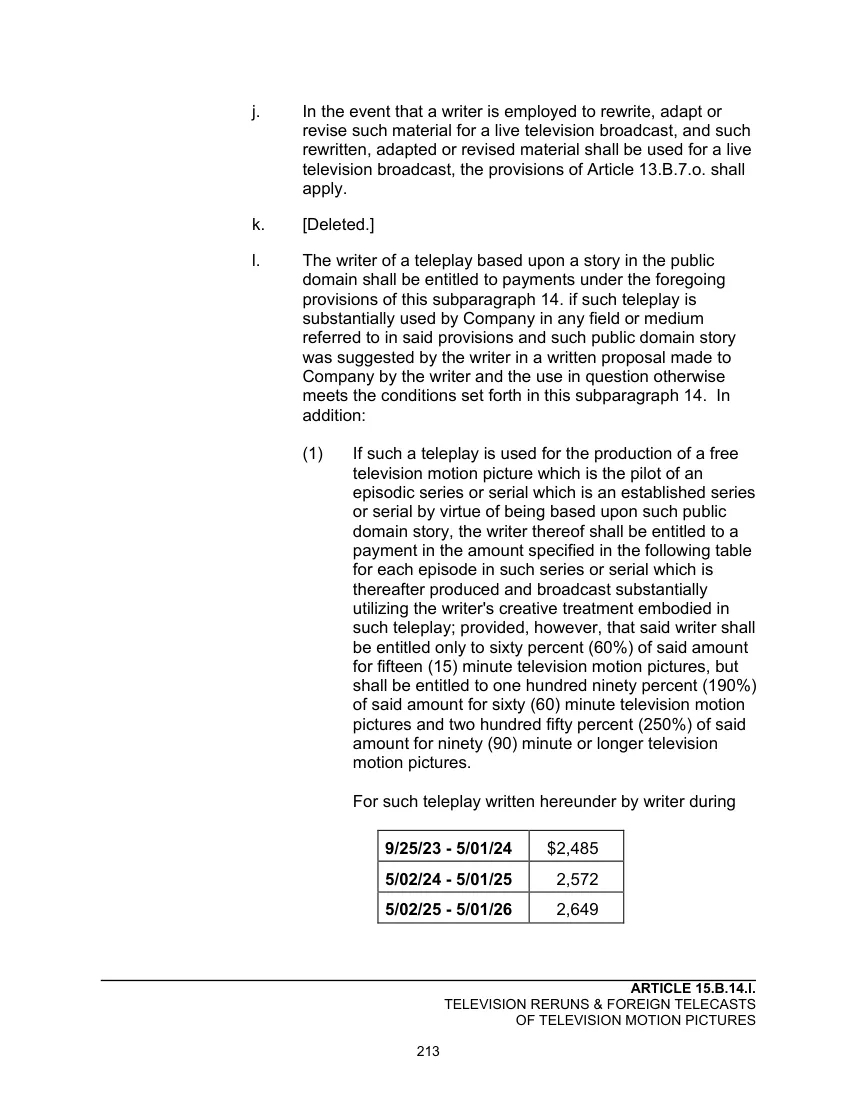 j. In the event that a writer is employed to rewrite, adapt or
revise such material for a live television broadcast, and such
rewritten, adapted or revised material shall be used for a live
television broadcast, the provisions of Article 13.B.7.o. shall
apply.
k. [Deleted.]
l. The writer of a teleplay based upon a story in the public
domain shall be entitled to payments under the foregoing
provisions of this subparagraph 14. if such teleplay is
substantially used by Company in any field or medium
referred to in said provisions and such public domain story
was suggested by the writer in a written proposal made to
Company by the writer and the use in question otherwise
meets the conditions set forth in this subparagraph 14.  In
addition:
(1) If such a teleplay is used for the production of a free
television motion picture which is the pilot of an
episodic series or serial which is an established series
or serial by virtue of being based upon such public
domain story, the writer thereof shall be entitled to a
payment in the amount specified in the following table
for each episode in such series or serial which is
thereafter produced and broadcast substantially
utilizing the writer's creative treatment embodied in
such teleplay; provided, however, that said writer shall
be entitled only to sixty percent (60%) of said amount
for fifteen (15) minute television motion pictures, but
shall be entitled to one hundred ninety percent (190%)
of said amount for sixty (60) minute television motion
pictures and two hundred fifty percent (250%) of said
amount for ninety (90) minute or longer television
motion pictures.
For such teleplay written hereunder by writer during
9/25/23 - 5/01/24 $2,485
5/02/24 - 5/01/25 2,572
5/02/25 - 5/01/26 2,649
ARTICLE 15.B.14.l.
TELEVISION RERUNS & FOREIGN TELECASTS
OF TELEVISION MOTION PICTURES
213